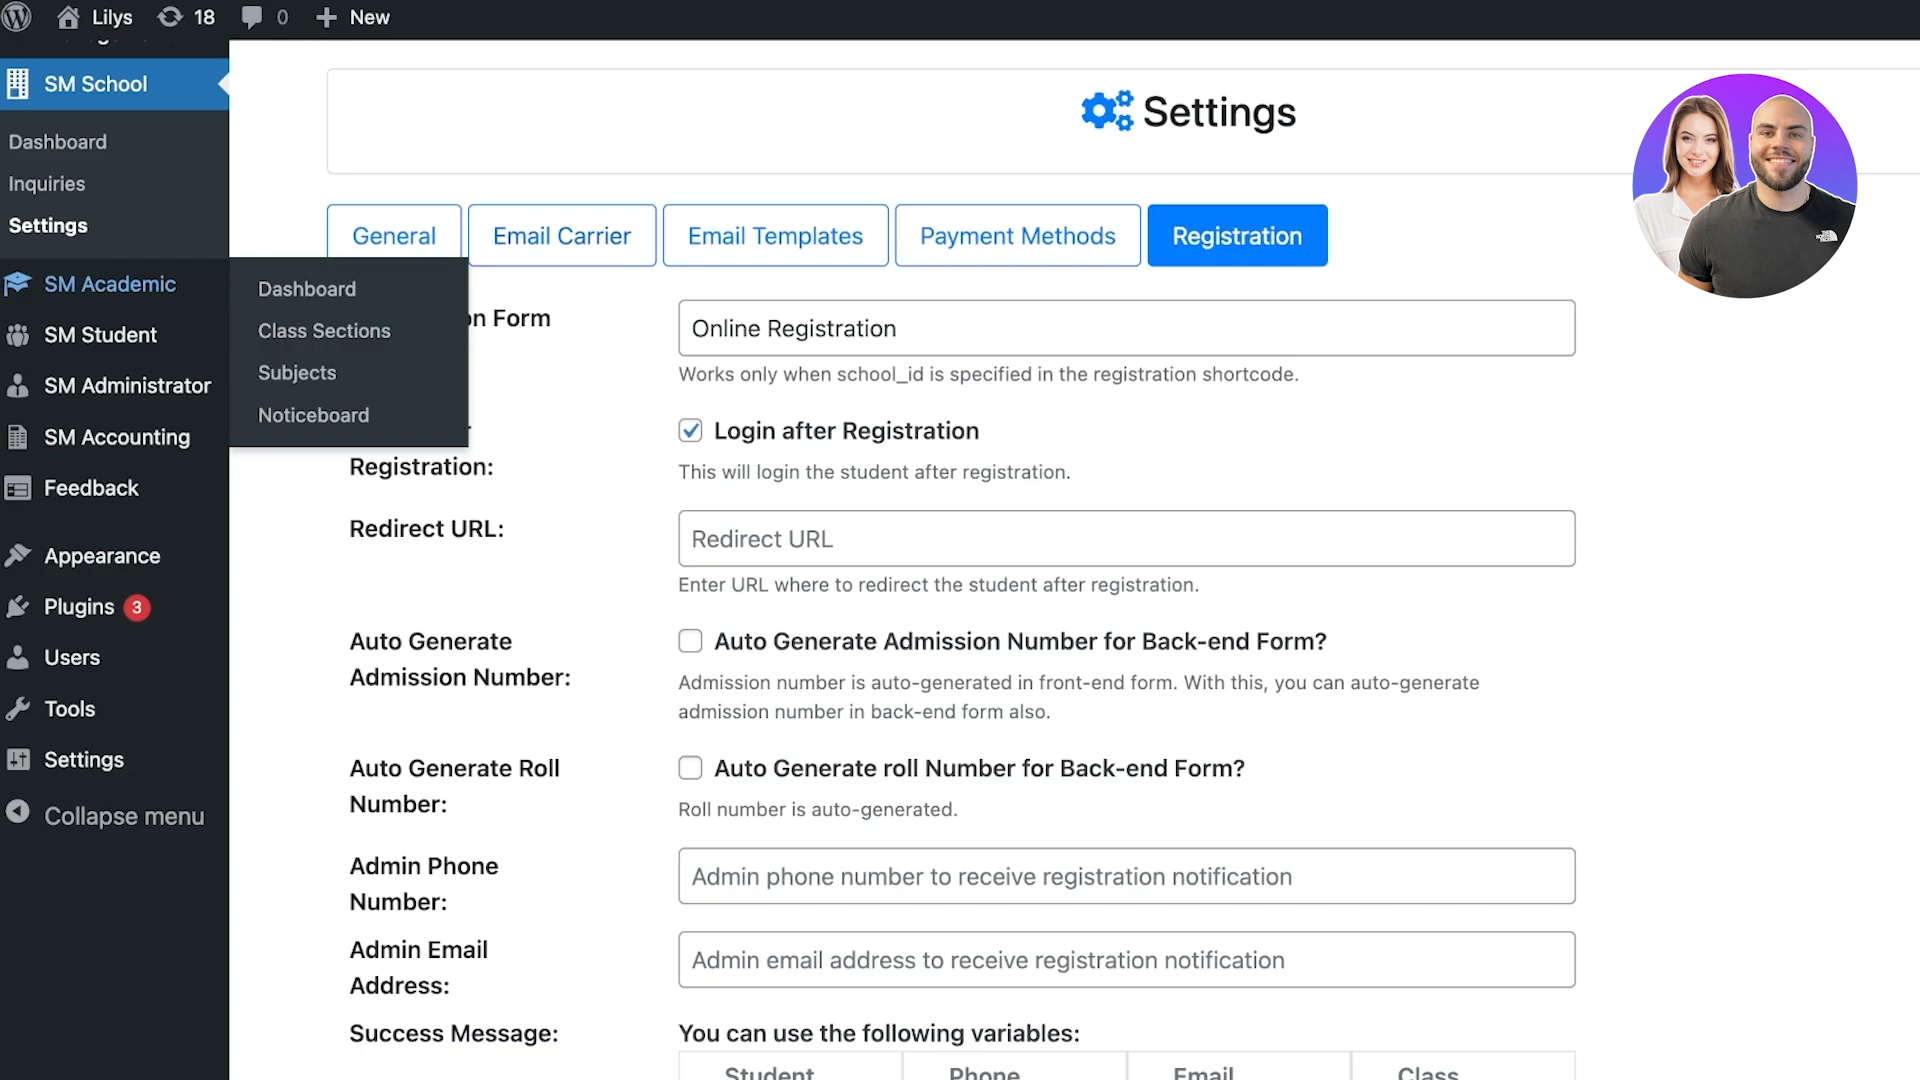 Lilys
18
0
New
SM School
Dashboard
Inquiries
Settings
SM Academic
SM Student
SM Administrator
SM Accounting
Feedback
Appearance
Plugins 3
Users
Tools
Settings
Collapse menu
Dashboard
Class Sections
Subjects
Noticeboard
Settings
General
Email Carrier
Email Templates
Payment Methods
Registration
on Form
Online Registration
Works only when school_id is specified in the registration shortcode.
Registration:
Login after Registration
This will login the student after registration.
Redirect URL:
Redirect URL
Enter URL where to redirect the student after registration.
Auto Generate
Admission Number:
Auto Generate Admission Number for Back-end Form?
Admission number is auto-generated in front-end form. With this, you can auto-generate
admission number in back-end form also.
Auto Generate Roll
Number:
Auto Generate roll Number for Back-end Form?
Roll number is auto-generated.
Admin Phone
Number:
Admin phone number to receive registration notification
Admin Email
Address:
Admin email address to receive registration notification
Success Message:
You can use the following variables:
Student
Phone
Email
Class